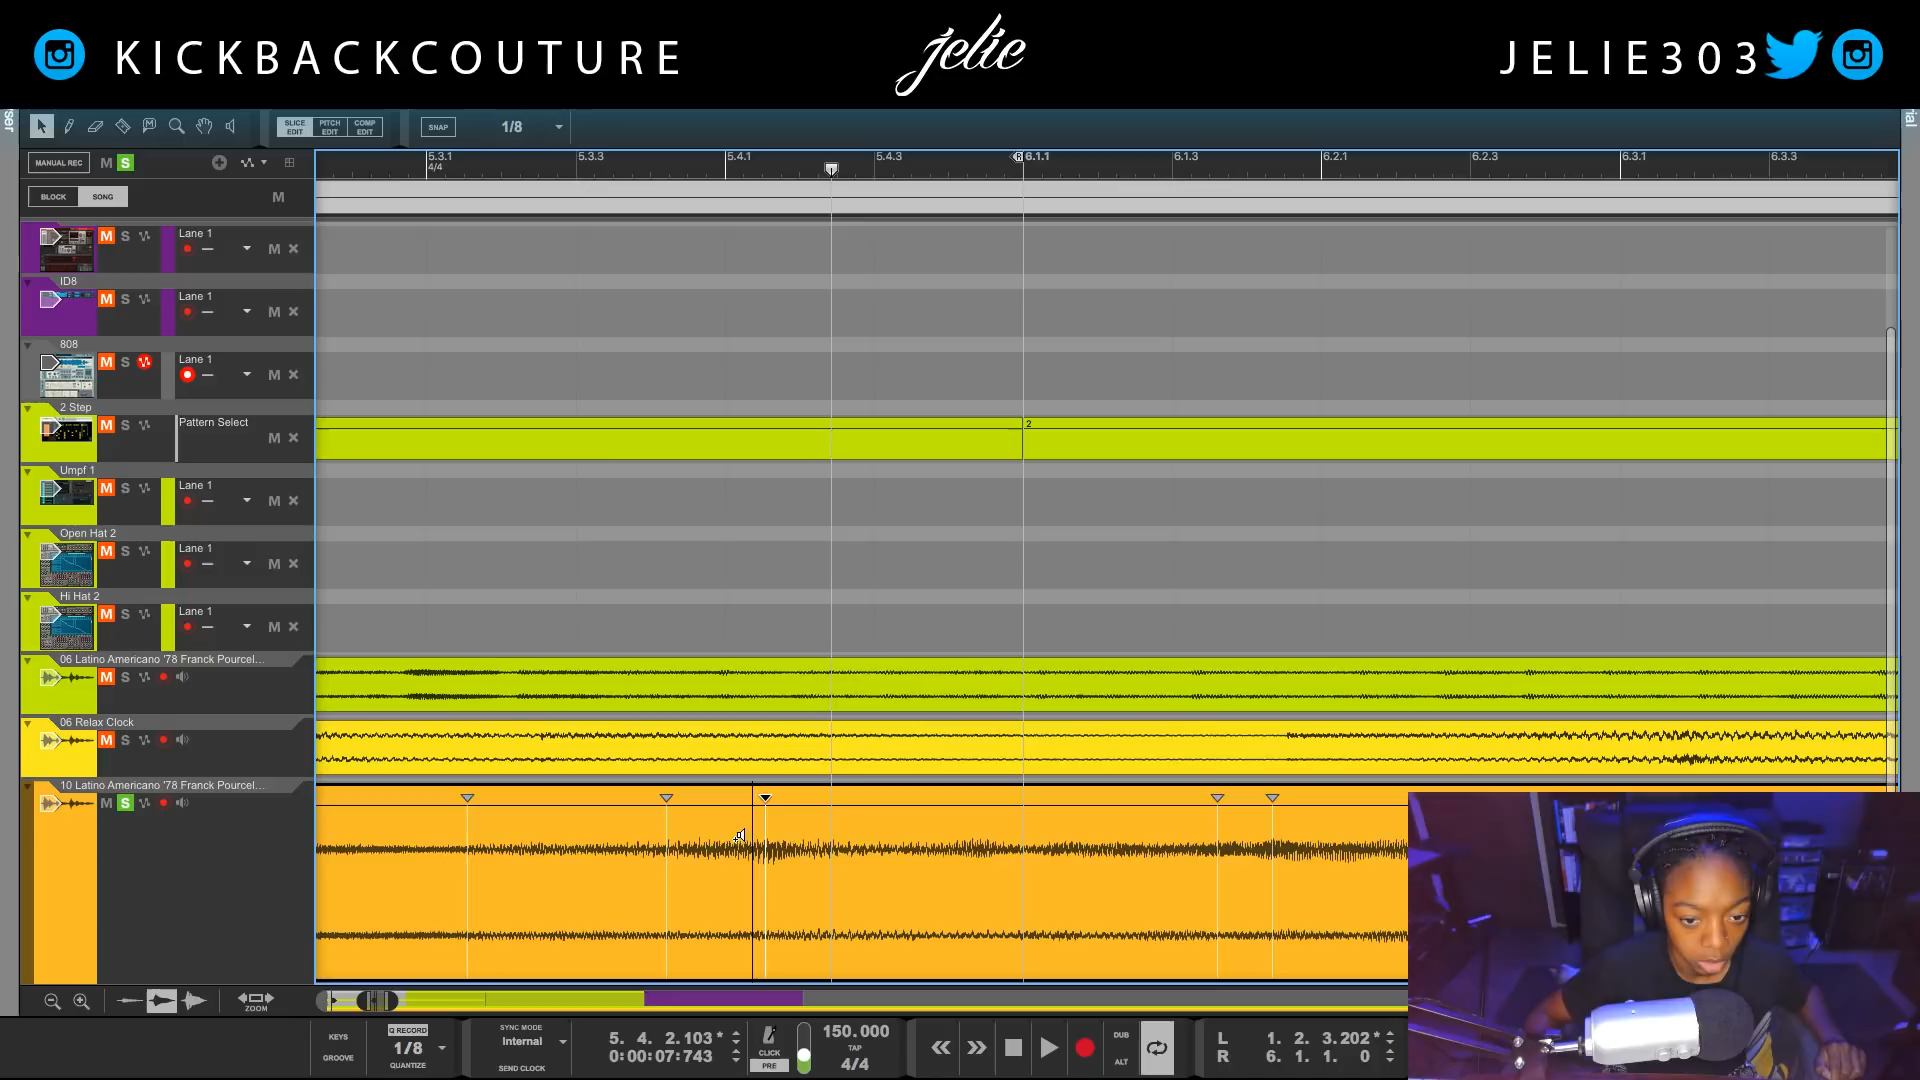 KICKBACKCOUTURE
jelie
JELIE303
SLICE EDIT
PITCH EDIT
COMP EDIT
SNAP
1/8
MANUAL REC
M
S
5.3.1
4/4
5.3.3
5.4.1
5.4.3
R
6.1.1
6.1.3
6.2.1
6.2.3
6.3.1
6.3.3
BLOCK
SONG
M
M S
Lane 1
M
ID8
M S
Lane 1
M
808
M S
Lane 1
M
2 Step
M S
Pattern Select
M
2
Umpf 1
M S
Lane 1
M
Open Hat 2
M S
Lane 1
M
Hi Hat 2
M S
Lane 1
M
06 Latino Americano '78 Franck Pourcel...
M S
06 Relax Clock
M S
10 Latino Americano '78 Franck Pourcel...
M S
ZOOM
KEYS
GROOVE
Q RECORD
1/8
QUANTIZE
SYNC MODE
Internal
SEND CLOCK
5. 4. 2.103 *
0:00:07:743
CLICK
PRE
150.000
TAP
4/4
DUB
ALT
L 1. 2. 3.202 *
R 6. 1. 1. 0